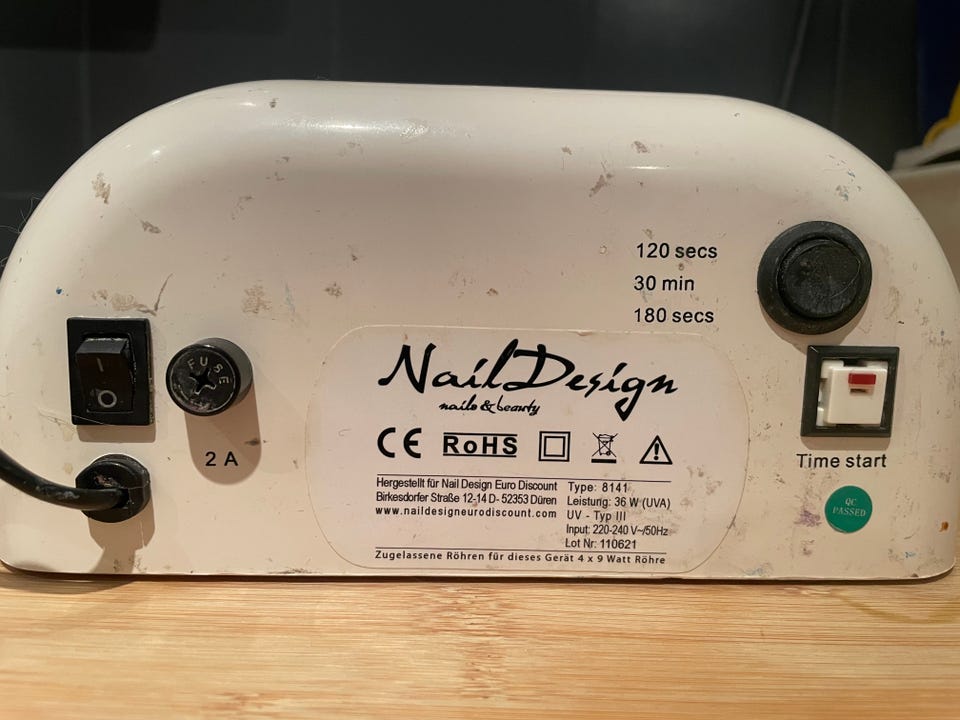 120 secs
30 min
180 secs
I
O
FUSE
2 A
Time start
QC
PASSED
NailDesign
nails & beauty
CE RoHS
Hergestellt für Nail Design Euro Discount
Birkesdorfer Straße 12-14 D- 52353 Düren
www.naildesigneurodiscount.com
Type: 8141
Leistung: 36 W (UVA)
UV - Typ III
Input: 220-240 V~/50Hz
Lot Nr: 110621
Zugelassene Röhren für dieses Gerät 4 x 9 Watt Röhre